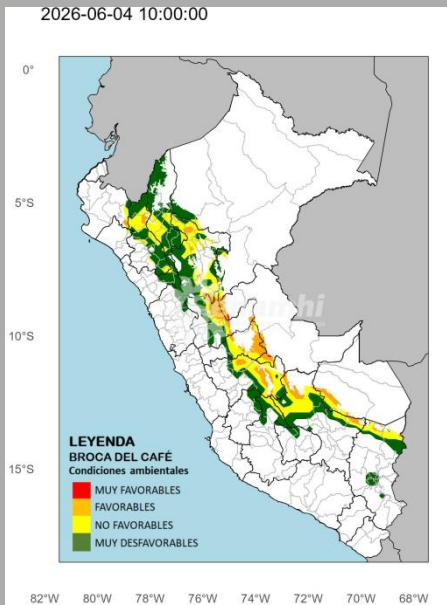 2026-06-04 10:00:00
0°
5°S
10°S
15°S
senamhi
LEYENDA
BROCA DEL CAFÉ
Condiciones ambientales
MUY FAVORABLES
FAVORABLES
NO FAVORABLES
MUY DESFAVORABLES
82°W 80°W 78°W 76°W 74°W 72°W 70°W 68°W